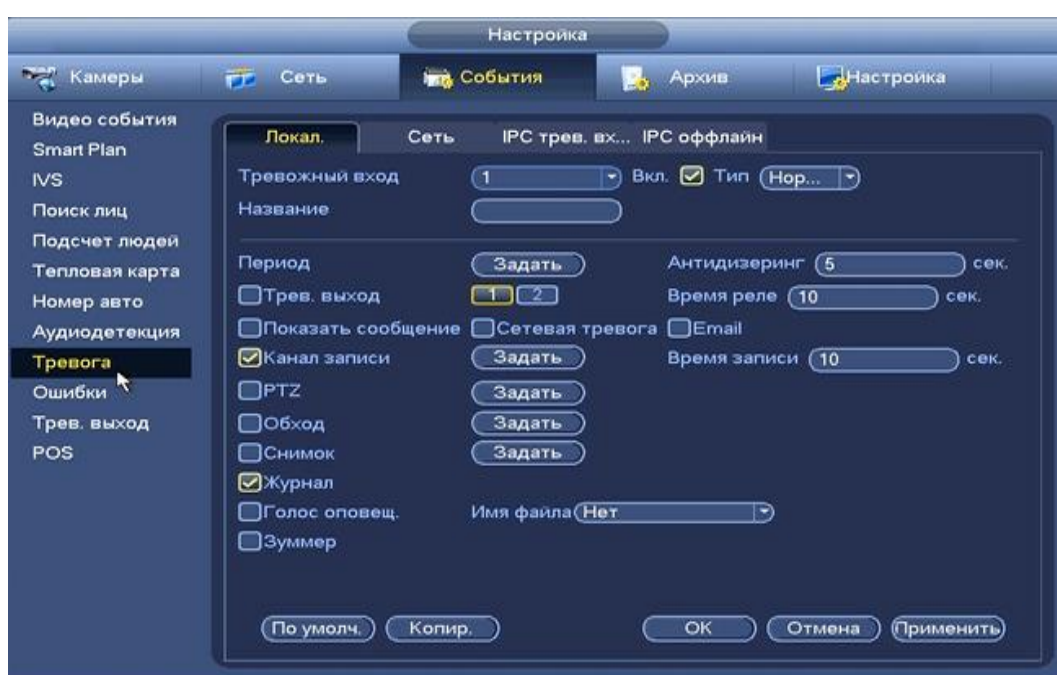 Настройка
Камеры Сеть События Архив Настройка
Видео события
Smart Plan
IVS
Поиск лиц
Подсчет людей
Тепловая карта
Номер авто
Аудиодетекция
Тревога
Ошибки
Трев. выход
POS
Локал. Сеть IPC трев. вх... IPC оффлайн
Тревожный вход 1 Вкл. Тип Нор...
Название
Период Задать Антидизеринг 5 сек.
Трев. выход 1 2 Время реле 10 сек.
Показать сообщение Сетевая тревога Email
Канал записи Задать Время записи 10 сек.
PTZ Задать
Обход Задать
Снимок Задать
Журнал
Голос оповещ. Имя файла Нет
Зуммер
По умолч. Копир. OK Отмена Применить